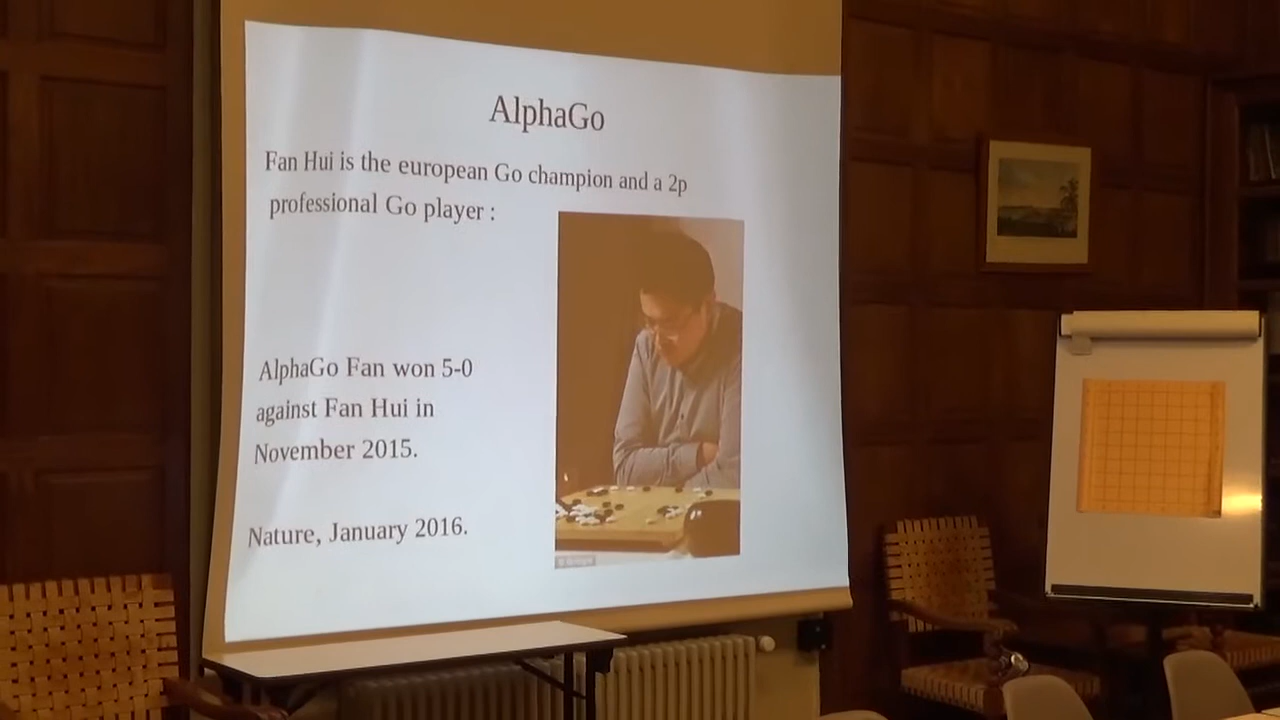 AlphaGo
Fan Hui is the european Go champion and a 2p
professional Go player :
AlphaGo Fan won 5-0
against Fan Hui in
November 2015.
Nature, January 2016.